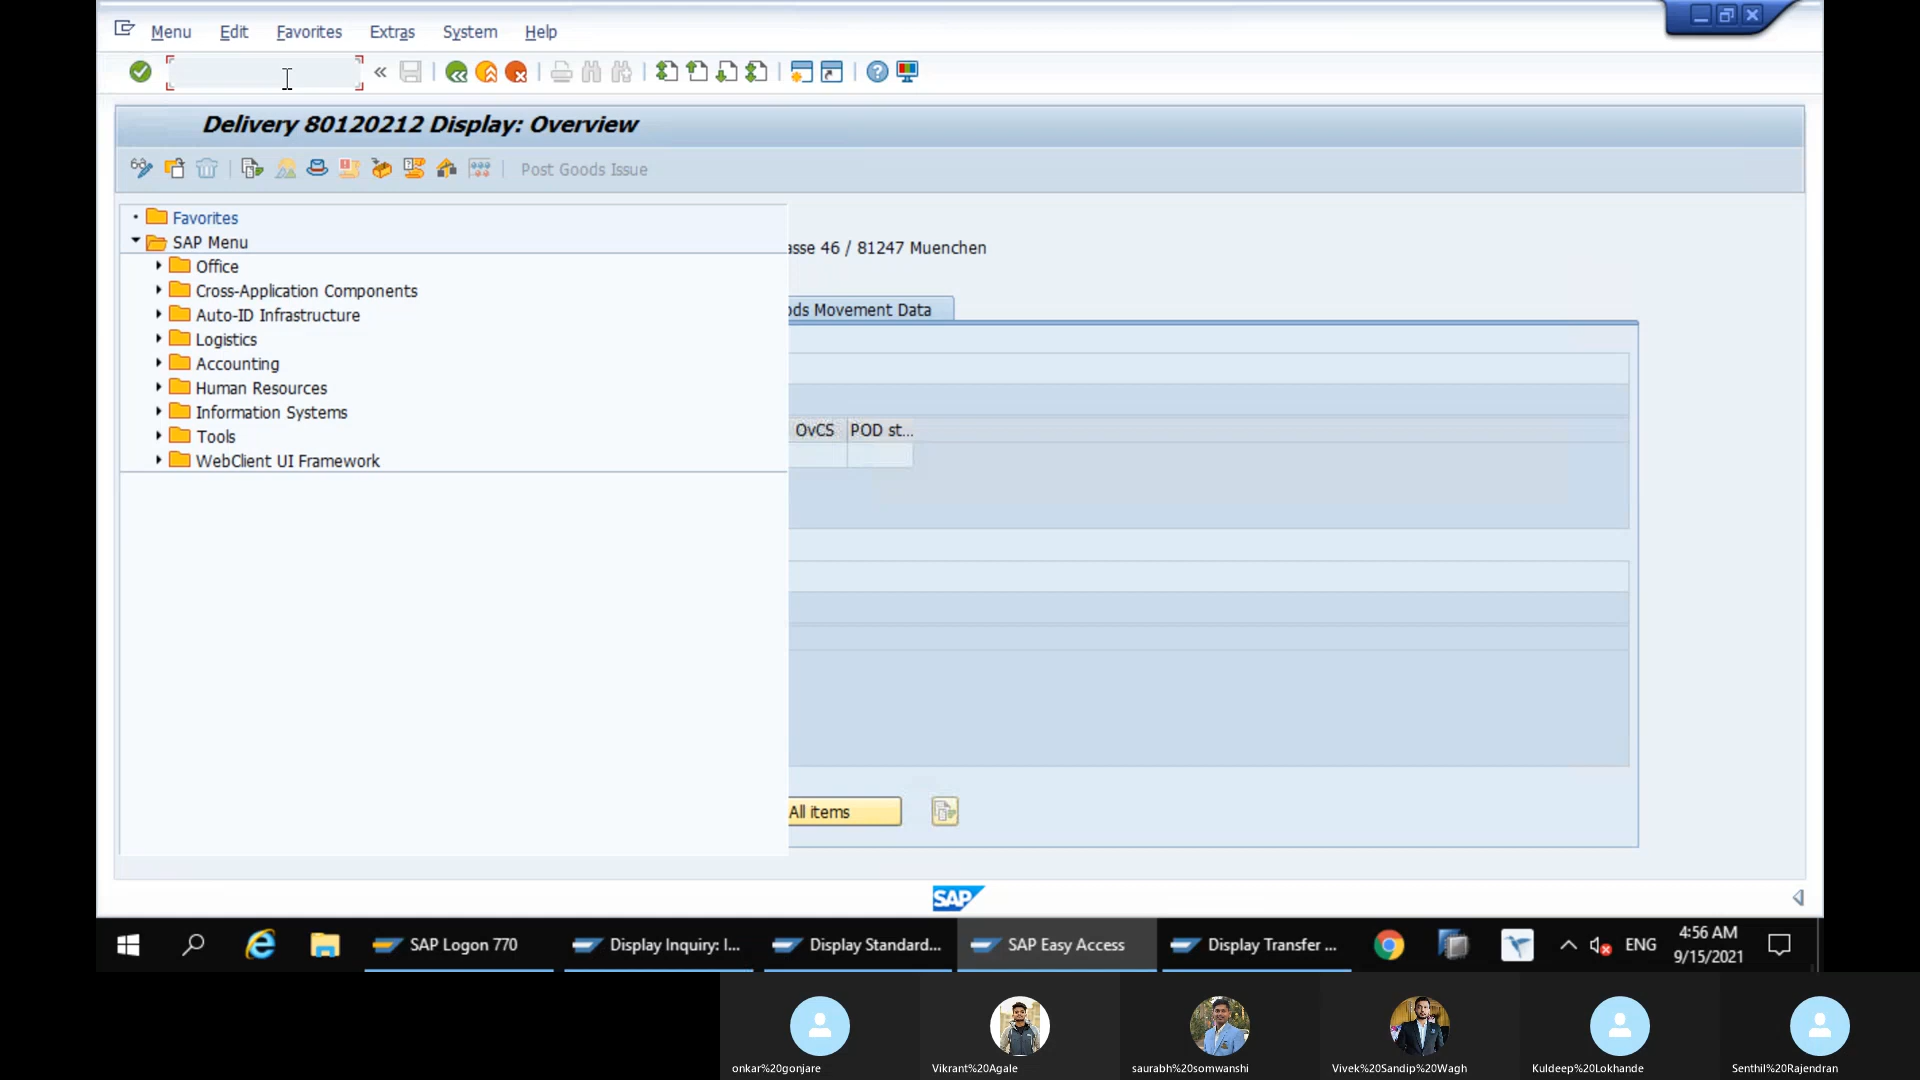 Menu Edit Favorites Extras System Help
Delivery 80120212 Display: Overview
Post Goods Issue
Favorites
SAP Menu
asse 46 / 81247 Muenchen
Office
Cross-Application Components
Auto-ID Infrastructure
ods Movement Data
Logistics
Accounting
Human Resources
Information Systems
OvCS POD st...
Tools
WebClient UI Framework
All items
SAP
SAP Logon 770 Display Inquiry: I... Display Standard... SAP Easy Access Display Transfer ... ENG 4:56 AM
9/15/2021
onkar%20gonjare Vikrant%20Agale saurabh%20somwanshi Vivek%20Sandip%20Wagh Kuldeep%20Lokhande Senthil%20Rajendran